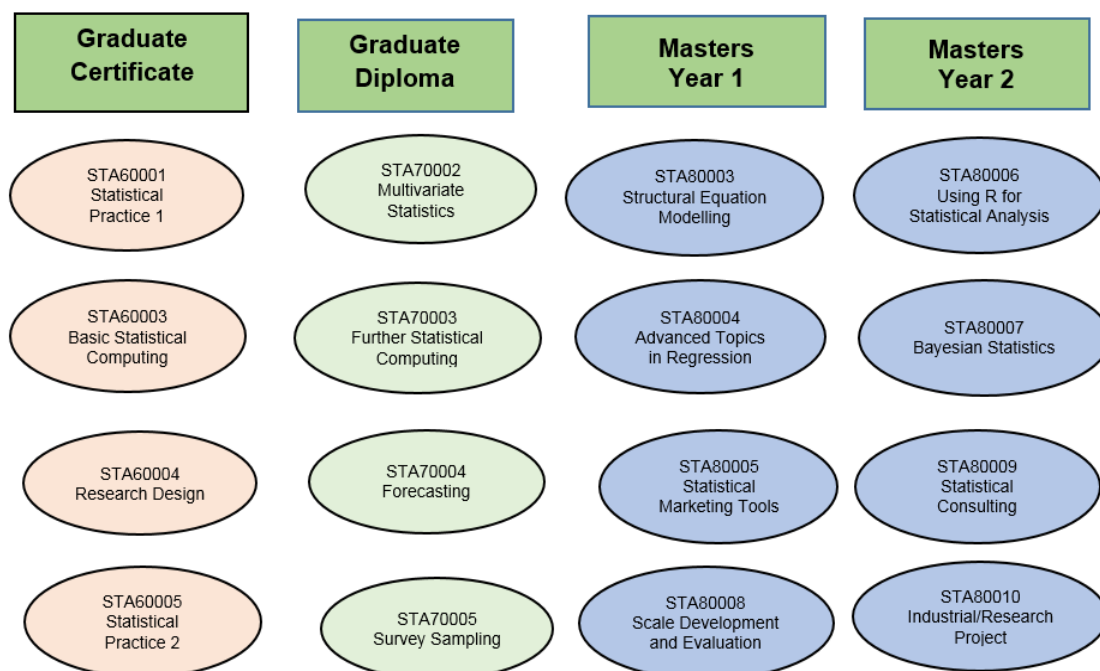 Graduate
Certificate
Graduate
Diploma
Masters
Year 1
Masters
Year 2
STA60001
Statistical
Practice 1
STA70002
Multivariate
Statistics
STA80003
Structural Equation
Modelling
STA80006
Using R for
Statistical Analysis
STA60003
Basic Statistical
Computing
STA70003
Further Statistical
Computing
STA80004
Advanced Topics
in Regression
STA80007
Bayesian Statistics
STA60004
Research Design
STA70004
Forecasting
STA80005
Statistical
Marketing Tools
STA80009
Statistical
Consulting
STA60005
Statistical
Practice 2
STA70005
Survey Sampling
STA80008
Scale Development
and Evaluation
STA80010
Industrial/Research
Project